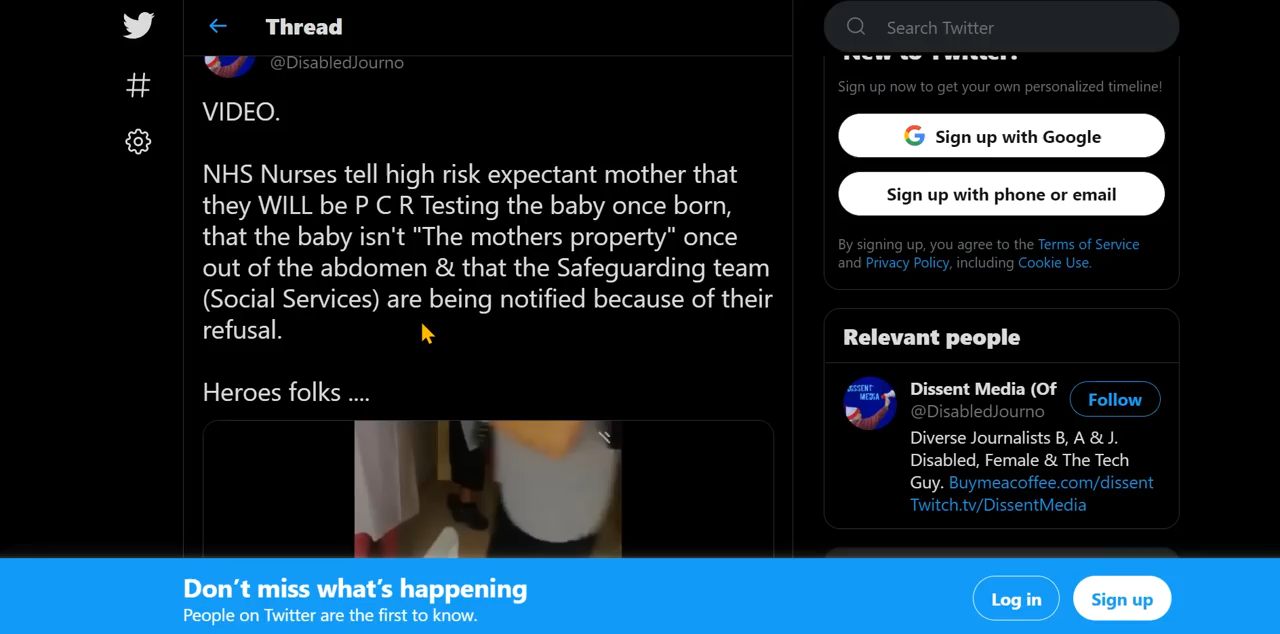 Thread
Search Twitter
@DisabledJourno
VIDEO.
NHS Nurses tell high risk expectant mother that
they WILL be P C R Testing the baby once born,
that the baby isn't "The mothers property" once
out of the abdomen & that the Safeguarding team
(Social Services) are being notified because of their
refusal.
Heroes folks ....
New to Twitter?
Sign up now to get your own personalized timeline!
Sign up with Google
Sign up with phone or email
By signing up, you agree to the Terms of Service
and Privacy Policy, including Cookie Use.
Relevant people
DISSENT
MEDIA
Dissent Media (Of
@DisabledJourno
Follow
Diverse Journalists B, A & J.
Disabled, Female & The Tech
Guy. Buymeacoffee.com/dissent
Twitch.tv/DissentMedia
Don't miss what's happening
People on Twitter are the first to know.
Log in
Sign up